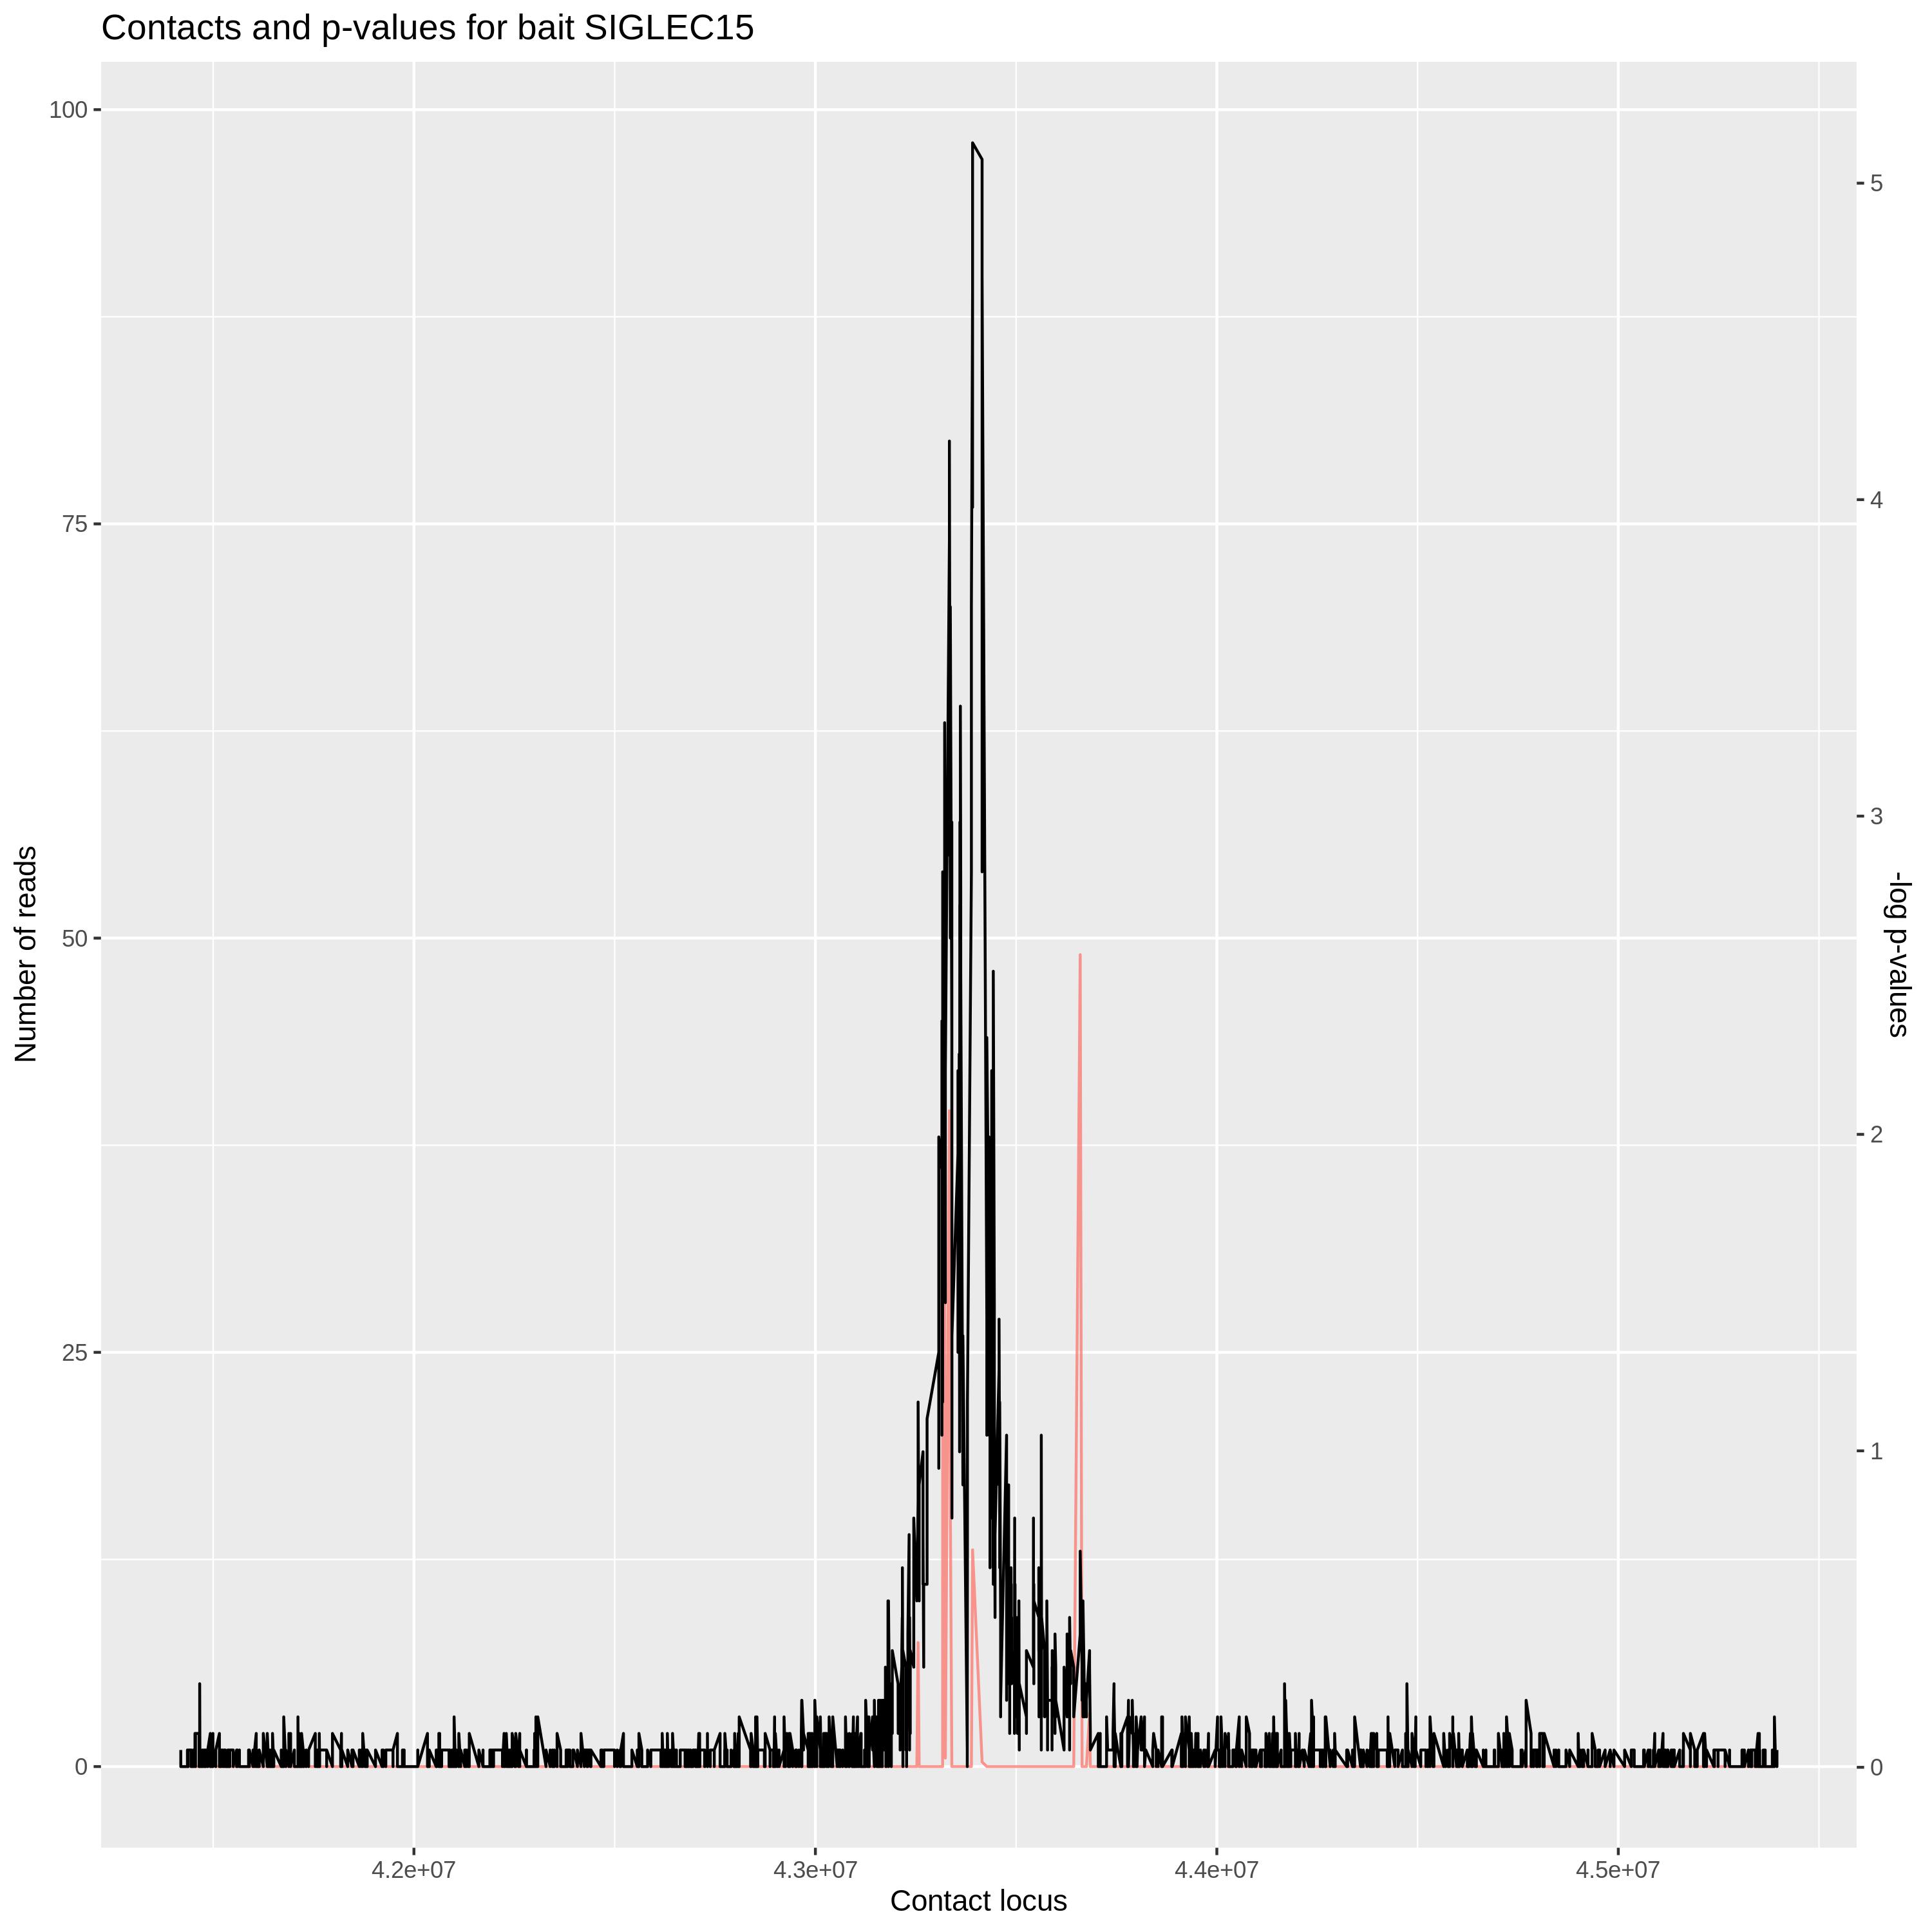 Contacts and p-values for bait SIGLEC15
100
75
50
25
0
5
4
3
2
1
0
Number of reads
-log p-values
4.2e+07
4.3e+07
4.4e+07
4.5e+07
Contact locus